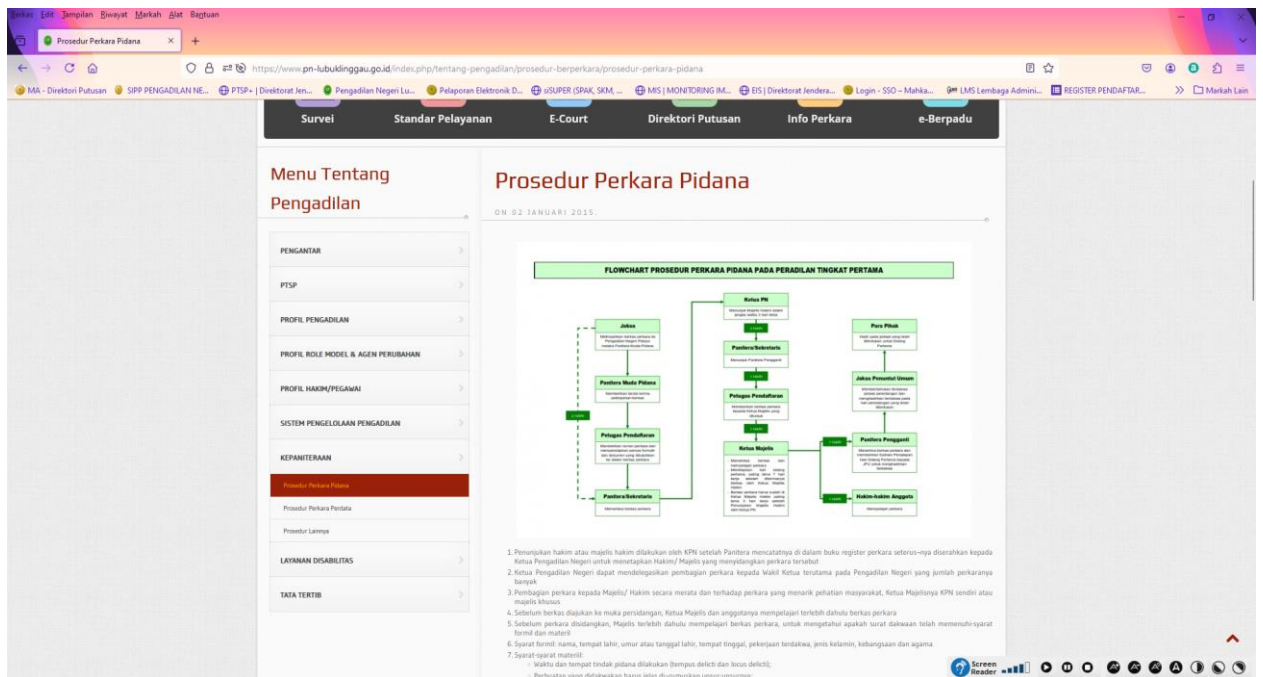 Berkas Edit Tampilan Riwayat Markah Alat Bantuan
Prosedur Perkara Pidana
https://www.pn-lubuklinggau.go.id/index.php/tentang-pengadilan/prosedur-berperkara/prosedur-perkara-pidana
MA - Direktori Putusan SIPP PENGADILAN NE... PTSP+ | Direktorat Jen... Pengadilan Negeri Lu... Pelaporan Elektronik D... siSUPER (SPAK, SKM, ... MIS | MONITORING IM... EIS | Direktorat Jendera... Login - SSO – Mahka... LMS Lembaga Admini... REGISTER PENDAFTAR... Markah Lain
Survei Standar Pelayanan E-Court Direktori Putusan Info Perkara e-Berpadu
Menu Tentang
Pengadilan
PENGANTAR
PTSP
PROFIL PENGADILAN
PROFIL ROLE MODEL & AGEN PERUBAHAN
PROFIL HAKIM/PEGAWAI
SISTEM PENGELOLAAN PENGADILAN
KEPANITERAAN
Prosedur Perkara Pidana
Prosedur Perkara Perdata
Prosedur Lainnya
LAYANAN DISABILITAS
TATA TERTIB
Prosedur Perkara Pidana
ON 02 JANUARI 2015.
FLOWCHART PROSEDUR PERKARA PIDANA PADA PERADILAN TINGKAT PERTAMA
Jaksa
Panitera Muda Pidana
Petugas Pendaftaran
Panitera/Sekretaris
Menerima berkas perkara
Ketua PN
Panitera/Sekretaris
Menunjuk Panitera Pengganti
Petugas Pendaftaran
Ketua Majelis
Para Pihak
Jaksa Penuntut Umum
Panitera Pengganti
Hakim-hakim Anggota
Mempelajari perkara
1. Penunjukan hakim atau majelis hakim dilakukan oleh KPN setelah Panitera mencatatnya di dalam buku register perkara seterus-nya diserahkan kepada
Ketua Pengadilan Negeri untuk menetapkan Hakim/ Majelis yang menyidangkan perkara tersebut
2. Ketua Pengadilan Negeri dapat mendelegasikan pembagian perkara kepada Wakil Ketua terutama pada Pengadilan Negeri yang jumlah perkaranya
banyak
3. Pembagian perkara kepada Majelis/ Hakim secara merata dan terhadap perkara yang menarik pehatian masyarakat, Ketua Majelisnya KPN sendiri atau
majelis khusus
4. Sebelum berkas diajukan ke muka persidangan, Ketua Majelis dan anggotanya mempelajari terlebih dahulu berkas perkara
5. Sebelum perkara disidangkan, Majelis terlebih dahulu mempelajari berkas perkara, untuk mengetahui apakah surat dakwaan telah memenuhi-syarat
formil dan materil
6. Syarat formil: nama, tempat lahir, umur atau tanggal lahir, tempat tinggal, pekerjaan terdakwa, jenis kelamin, kebangsaan dan agama
7. Syarat-syarat materiil:
Waktu dan tempat tindak pidana dilakukan (tempus delicti dan locus delicti);
Screen
Reader